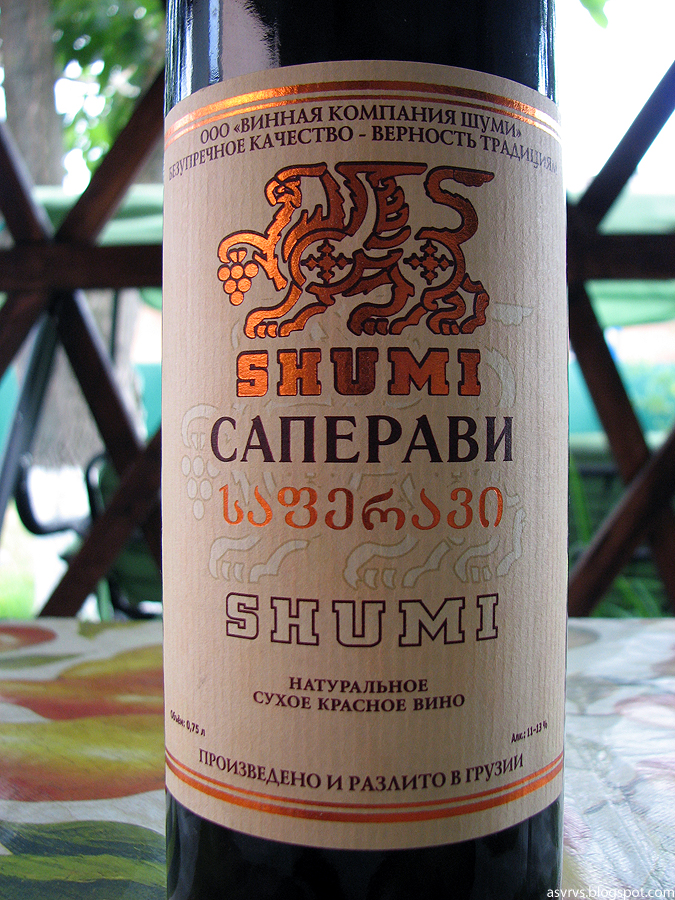 ООО «ВИННАЯ КОМПАНИЯ ШУМИ»
БЕЗУПРЕЧНОЕ КАЧЕСТВО - ВЕРНОСТЬ ТРАДИЦИЯМ
SHUMI
САПЕРАВИ
საფერავი
SHUMI
НАТУРАЛЬНОЕ
СУХОЕ КРАСНОЕ ВИНО
Объём: 0,75 л
Алк.: 11-13 %
ПРОИЗВЕДЕНО И РАЗЛИТО В ГРУЗИИ
asyrvs.blogspot.com